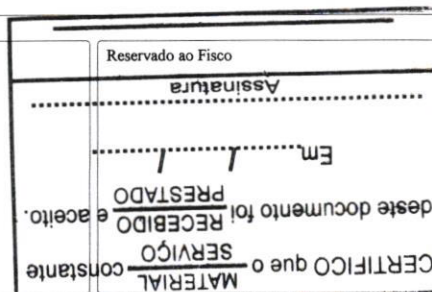 Reservado ao Fisco
CERTIFICO que o MATERIAL
SERVIÇO constante
deste documento foi RECEBIDO
PRESTADO e aceito.
Em........./........./.........
Assinatura